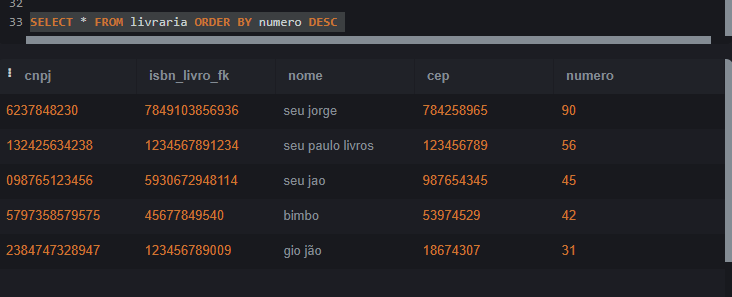 32
33 SELECT * FROM livraria ORDER BY numero DESC
cnpj isbn_livro_fk nome cep numero
6237848230 7849103856936 seu jorge 784258965 90
132425634238 1234567891234 seu paulo livros 123456789 56
098765123456 5930672948114 seu jao 987654345 45
5797358579575 45677849540 bimbo 53974529 42
2384747328947 123456789009 gio jão 18674307 31